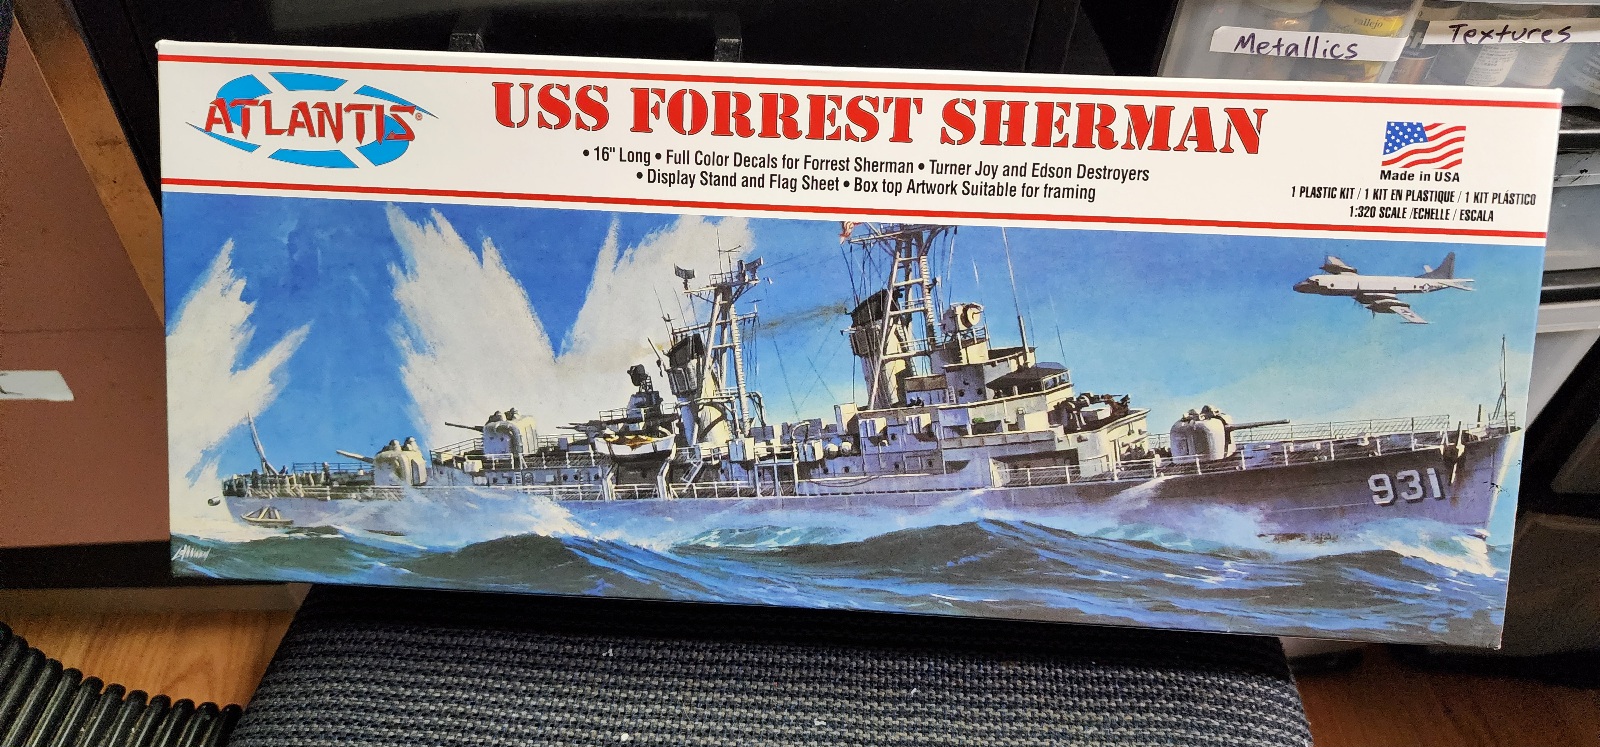 vallejo
Metallics
Textures
ATLANTIS®
USS FORREST SHERMAN
• 16" Long • Full Color Decals for Forrest Sherman • Turner Joy and Edson Destroyers
• Display Stand and Flag Sheet • Box top Artwork Suitable for framing
Made in USA
1 PLASTIC KIT / 1 KIT EN PLASTIQUE / 1 KIT PLÁSTICO
1:320 SCALE /ECHELLE / ESCALA
931